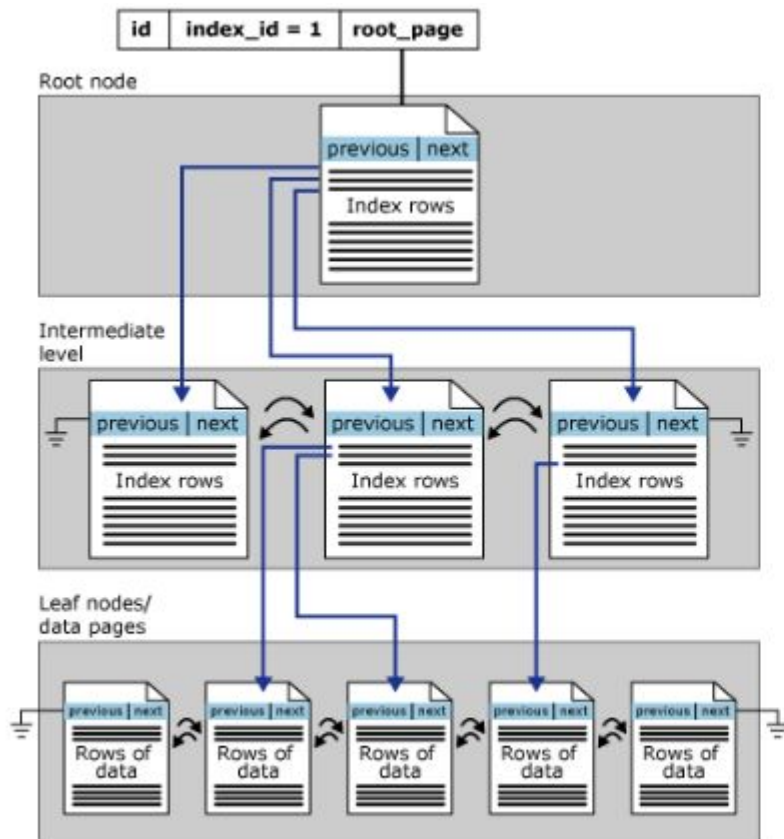 id index_id = 1 root_page
Root node
previous next
Index rows
Intermediate
level
previous next previous next previous next
Index rows Index rows Index rows
Leaf nodes/
data pages
previous next previous next previous next previous next previous next
Rows of Rows of Rows of Rows of Rows of
data data data data data